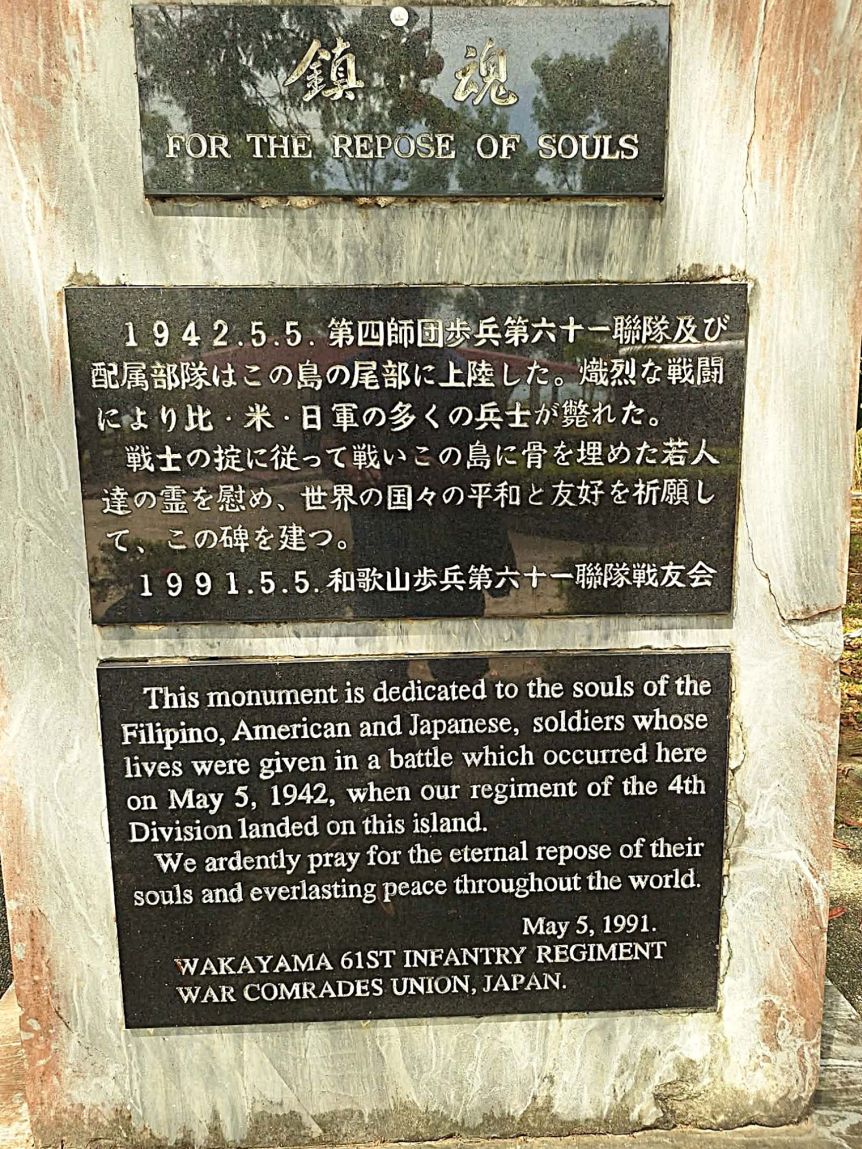 鎮 魂
FOR THE REPOSE OF SOULS
1942.5.5.第四師団歩兵第六十一聯隊及び
配属部隊はこの島の尾部に上陸した。熾烈な戦闘
により比・米・日軍の多くの兵士が斃れた。
戦士の掟に従って戦いこの島に骨を埋めた若人
達の霊を慰め、世界の国々の平和と友好を祈願し
て、この碑を建つ。
1991.5.5.和歌山歩兵第六十一聯隊戦友会
This monument is dedicated to the souls of the
Filipino, American and Japanese, soldiers whose
lives were given in a battle which occurred here
on May 5, 1942, when our regiment of the 4th
Division landed on this island.
We ardently pray for the eternal repose of their
souls and everlasting peace throughout the world.
May 5, 1991.
WAKAYAMA 61ST INFANTRY REGIMENT
WAR COMRADES UNION, JAPAN.